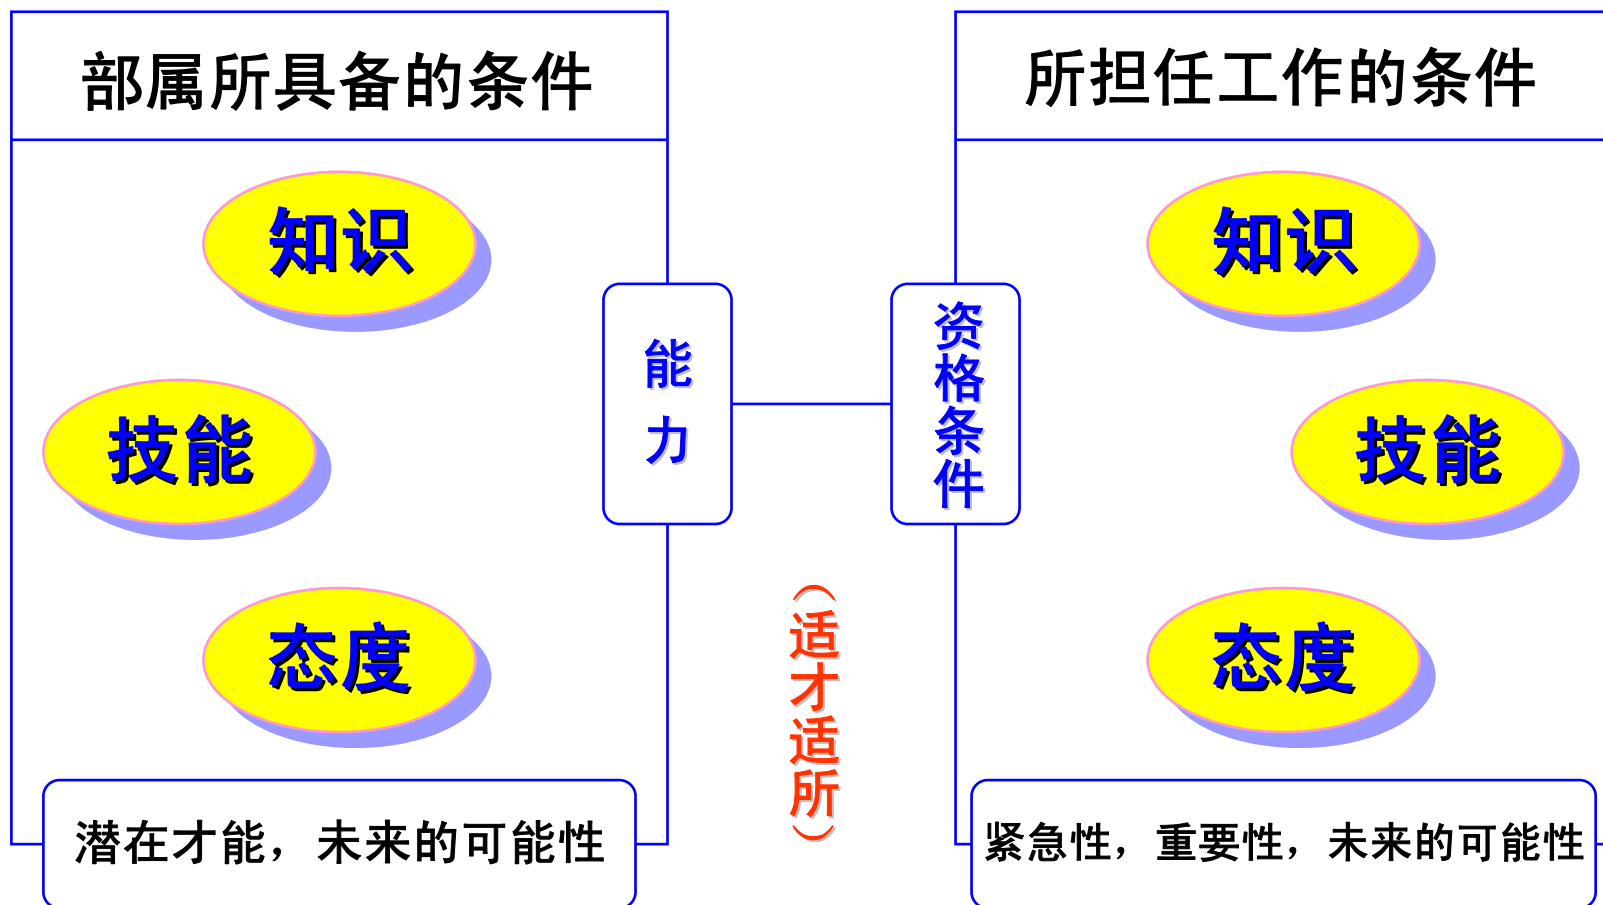 部属所具备的条件
知识
技能
态度
能力
潜在才能，未来的可能性
（适才适所）
所担任工作的条件
资格条件
知识
技能
态度
紧急性，重要性，未来的可能性